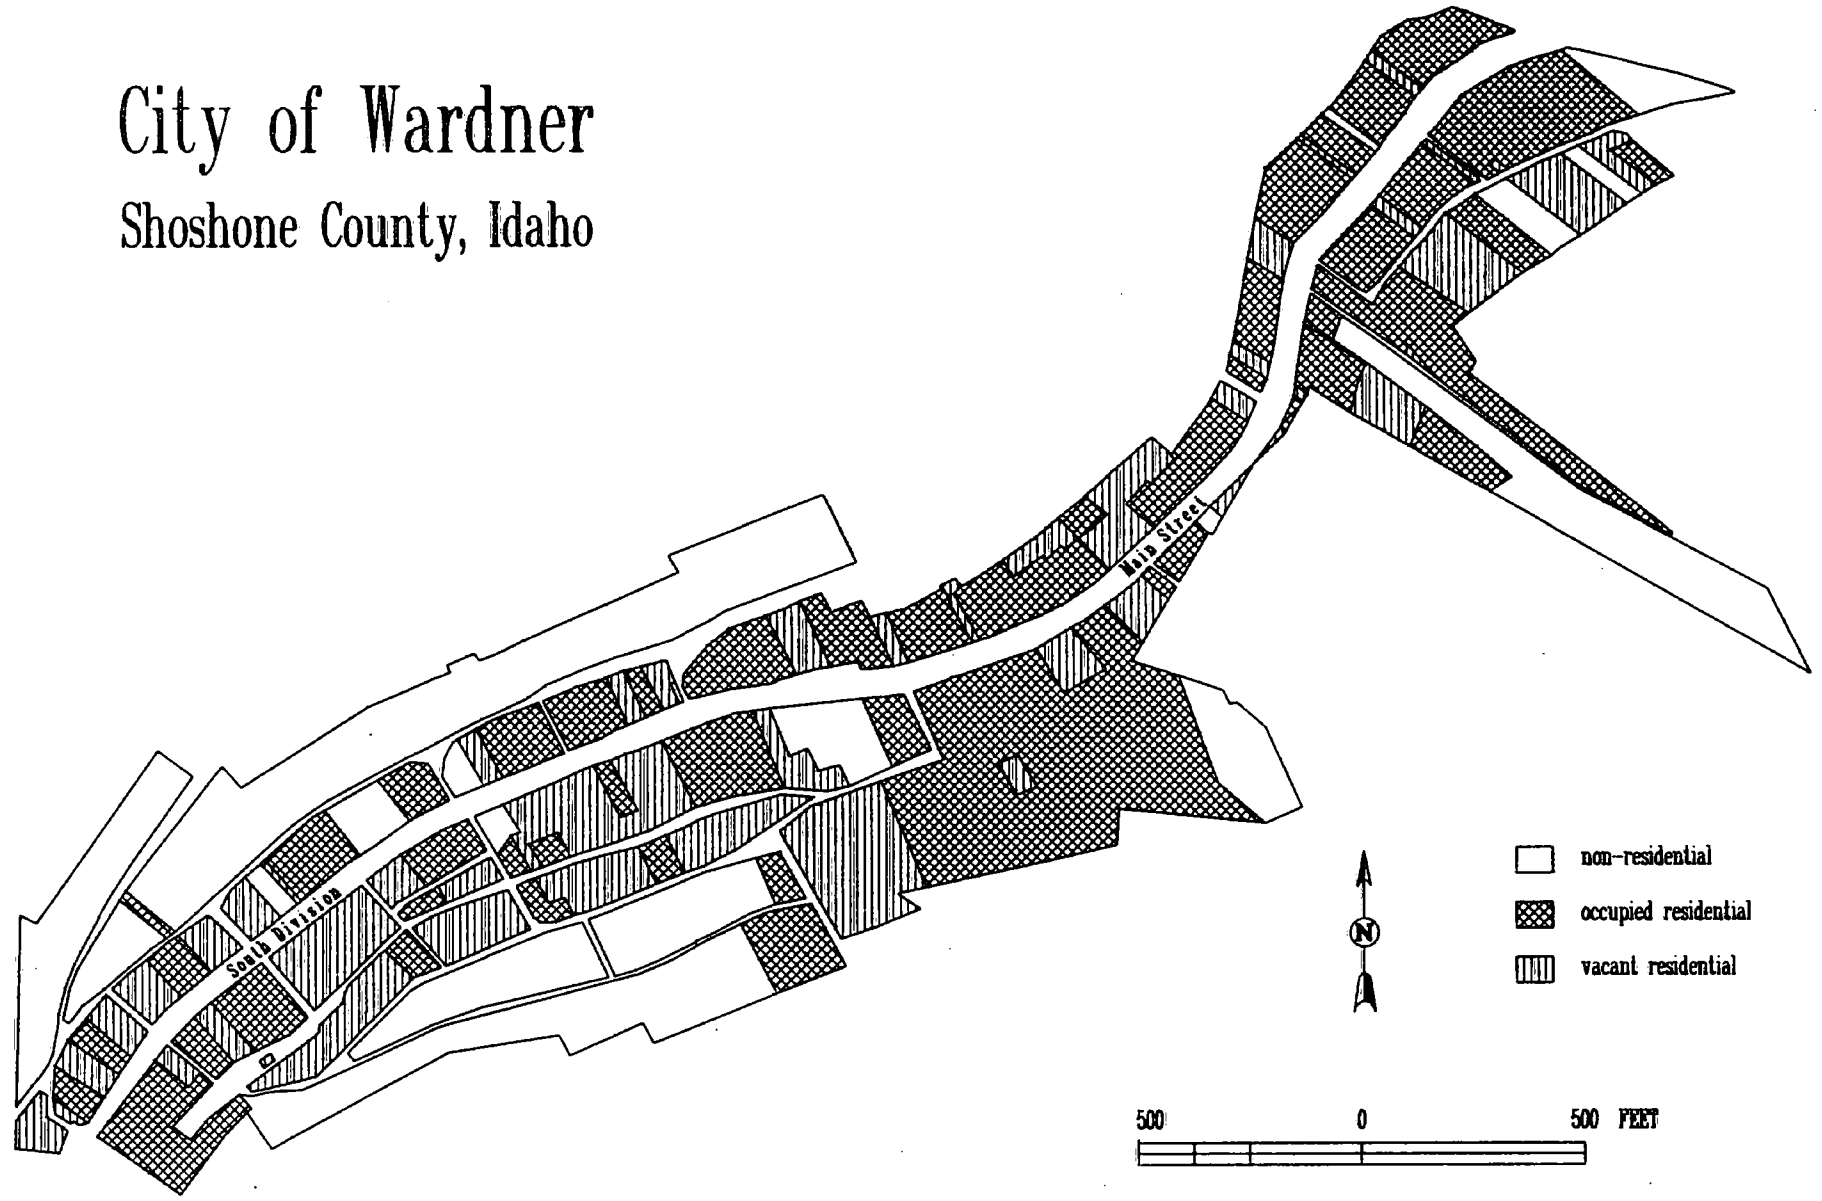 City of Wardner
Shoshone County, Idaho
Main Street
South Division
non-residential
occupied residential
N
vacant residential
500 0 500 FEET